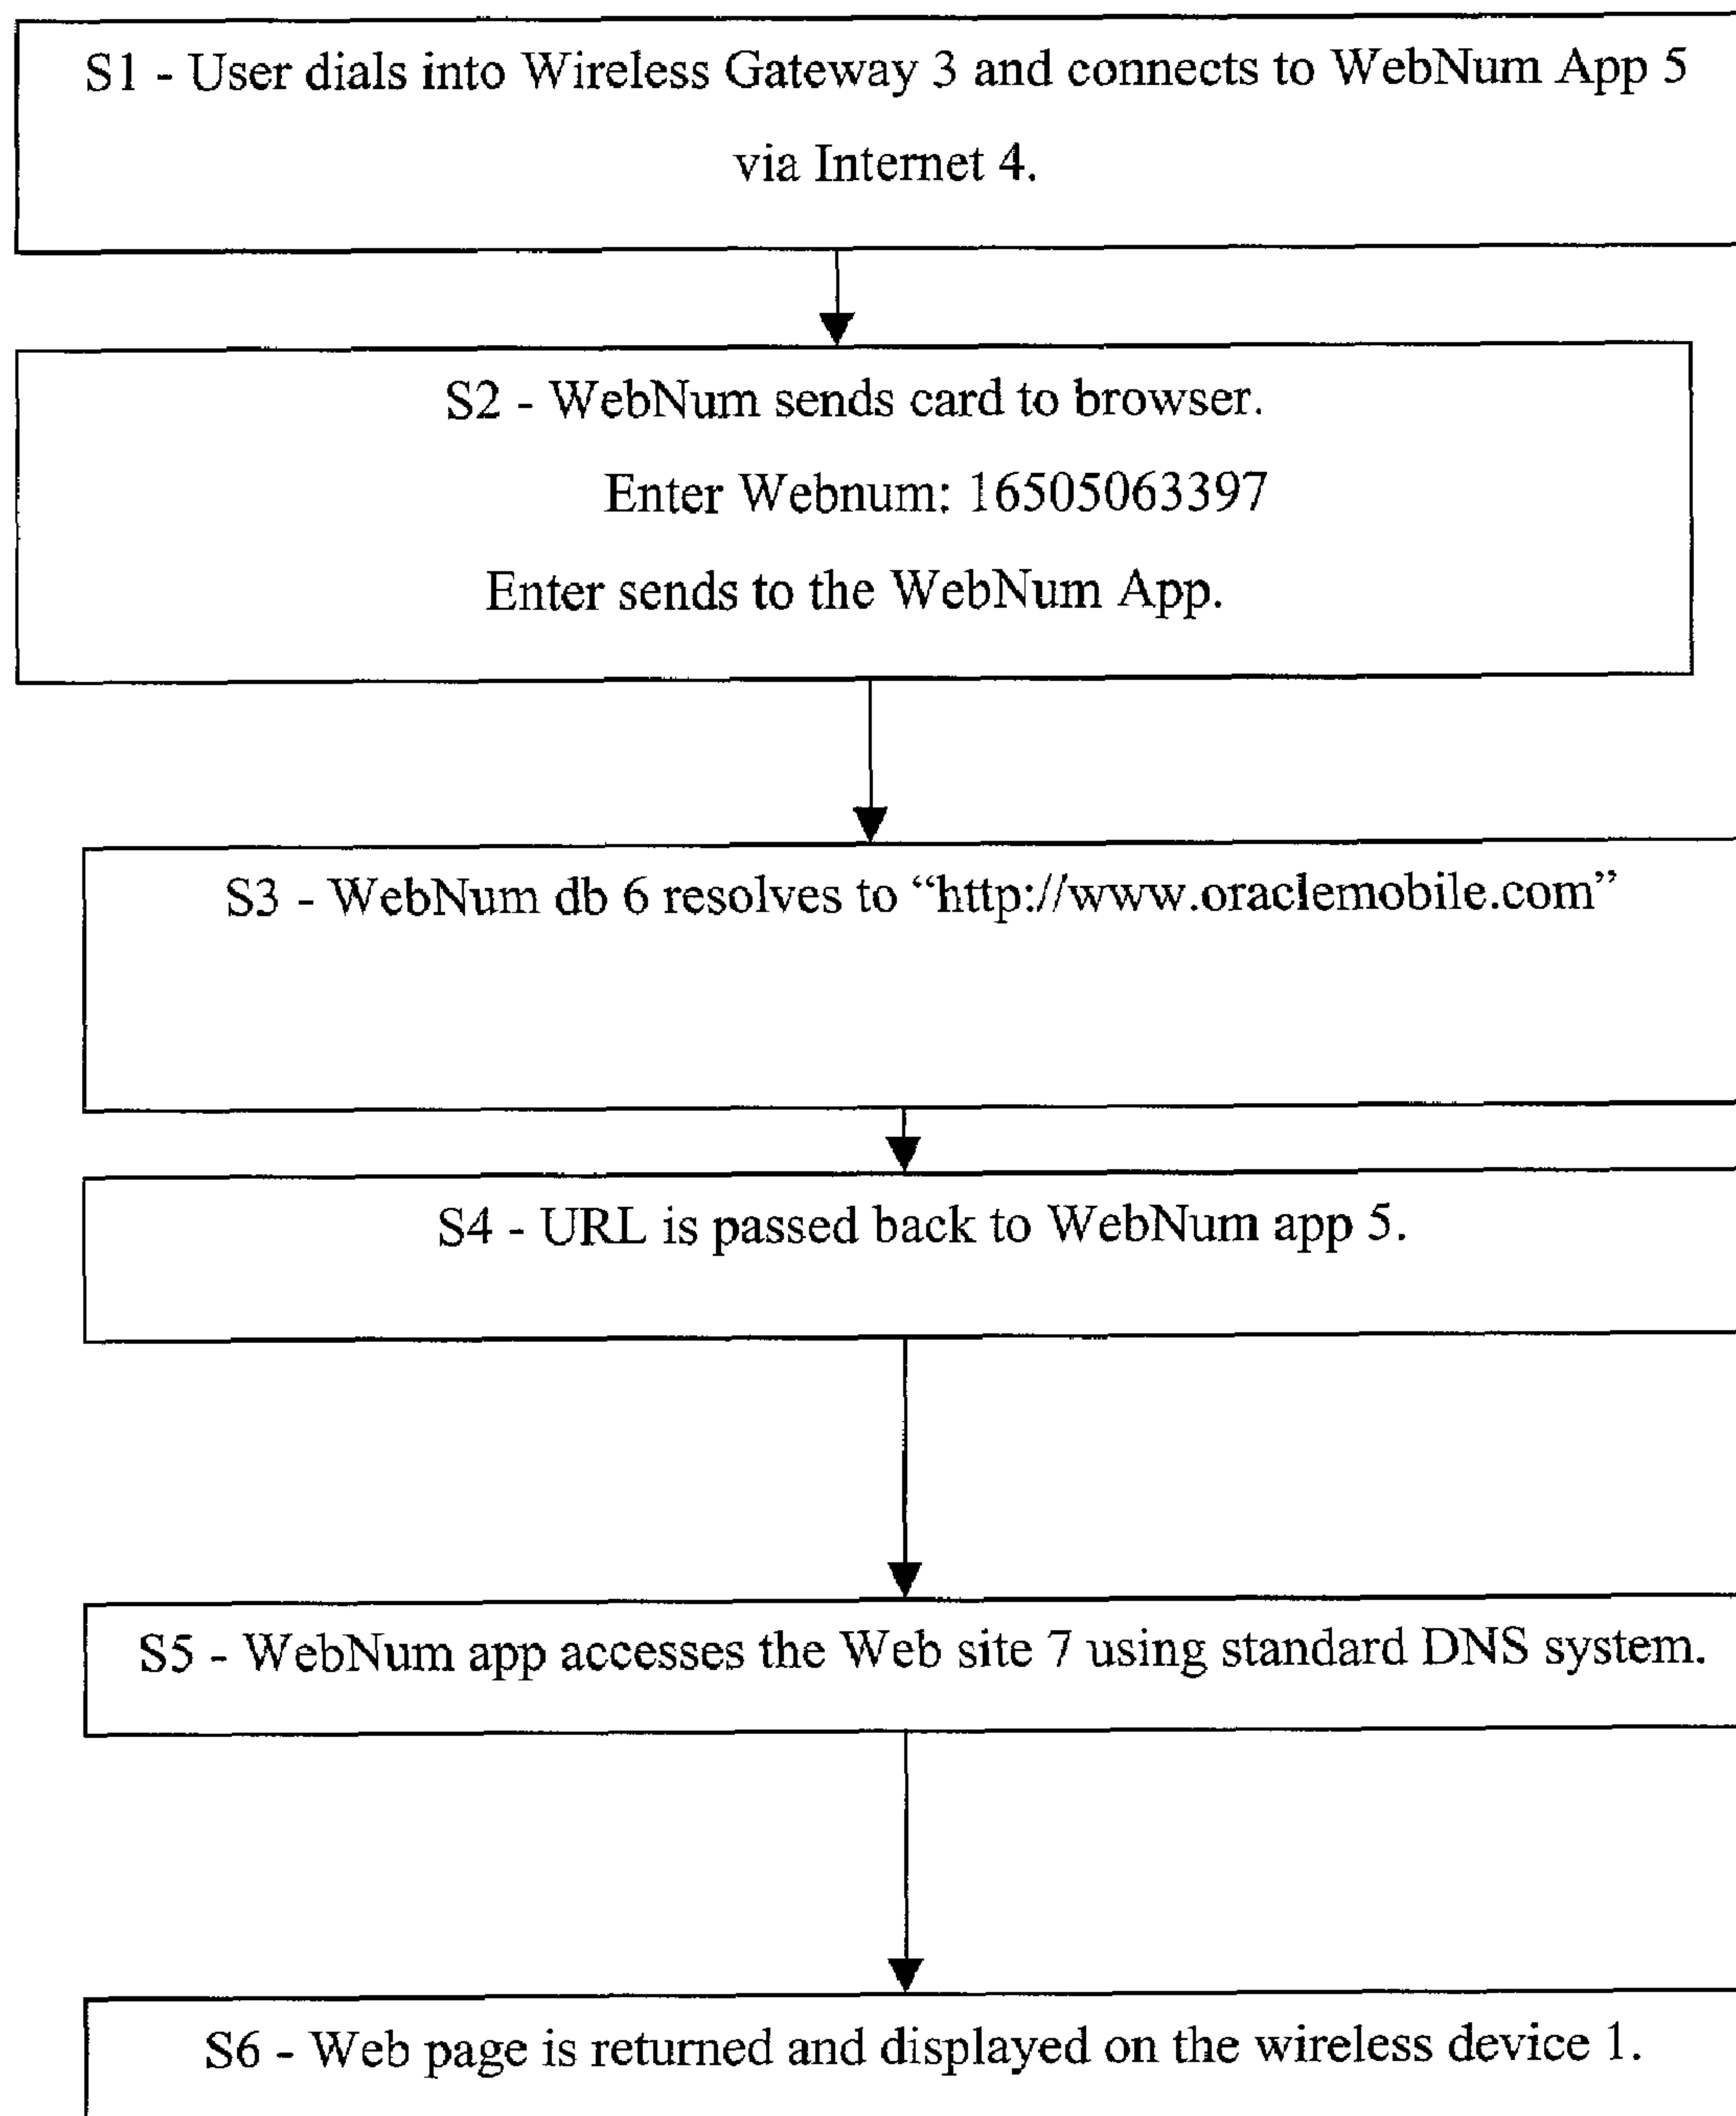 S1 - User dials into Wireless Gateway 3 and connects to WebNum App 5
via Internet 4.
S2 - WebNum sends card to browser.
Enter Webnum: 16505063397
Enter sends to the WebNum App.
S3 - WebNum db 6 resolves to “http://www.oraclemobile.com”
S4 - URL is passed back to WebNum app 5.
S5 - WebNum app accesses the Web site 7 using standard DNS system.
S6 - Web page is returned and displayed on the wireless device 1.